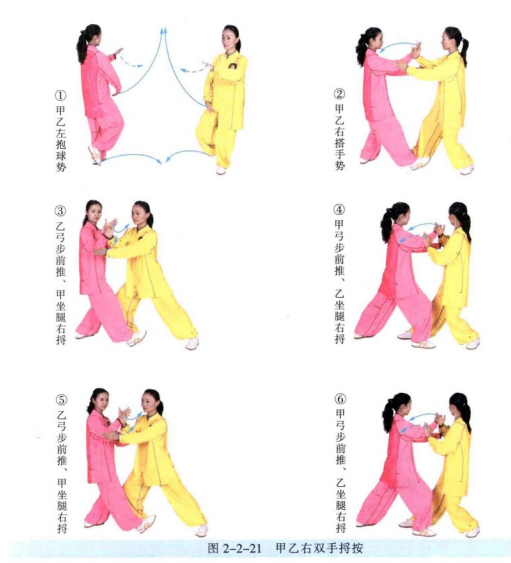 ① 甲乙左抱球势
② 甲乙右搭手势
③ 乙弓步前推、甲坐腿右捋
④ 甲弓步前推、乙坐腿右捋
⑤ 乙弓步前推、甲坐腿右捋
⑥ 甲弓步前推、乙坐腿右捋
图 2-2-21 甲乙右双手捋按